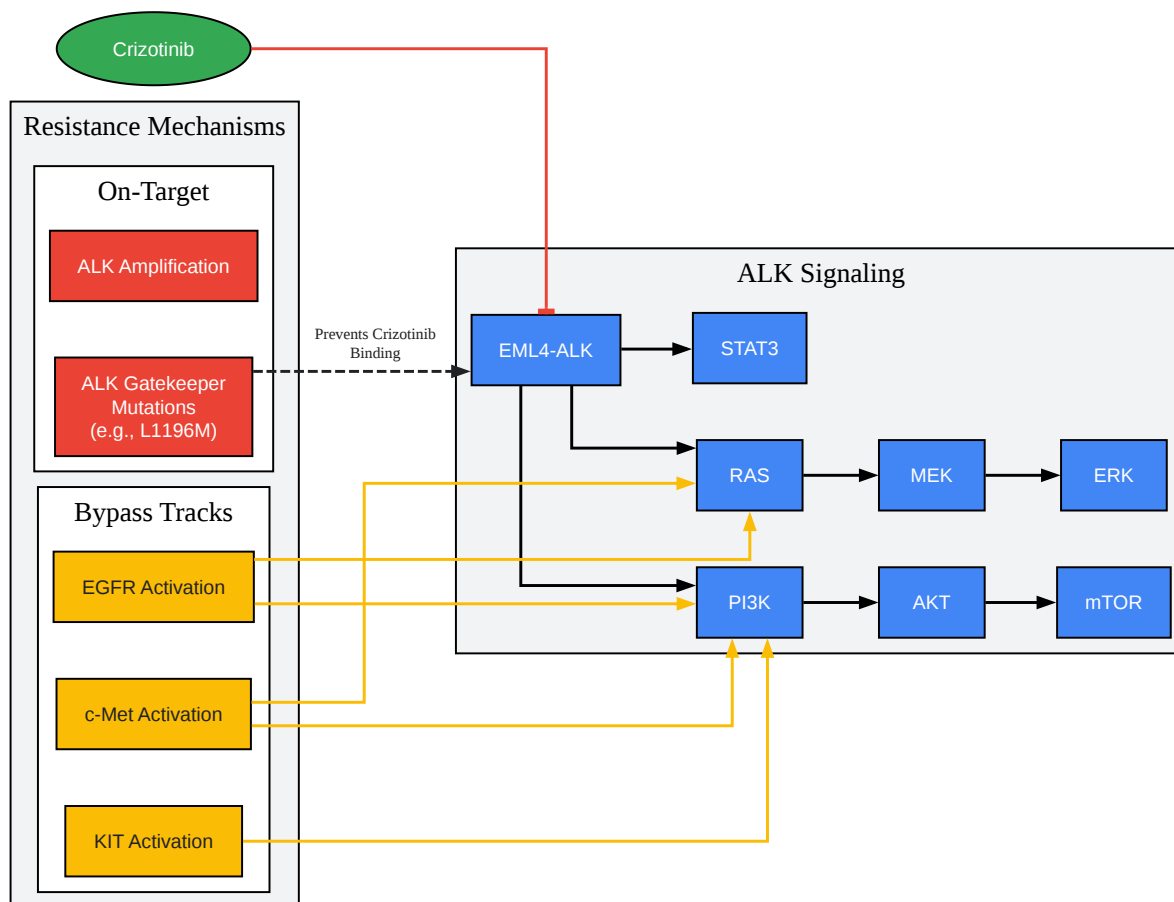 Crizotinib
Resistance Mechanisms
On-Target
ALK Amplification
ALK Gatekeeper
Mutations
(e.g., L1196M)
Prevents Crizotinib
Binding
Bypass Tracks
EGFR Activation
c-Met Activation
KIT Activation
ALK Signaling
EML4-ALK
STAT3
RAS
MEK
ERK
PI3K
AKT
mTOR